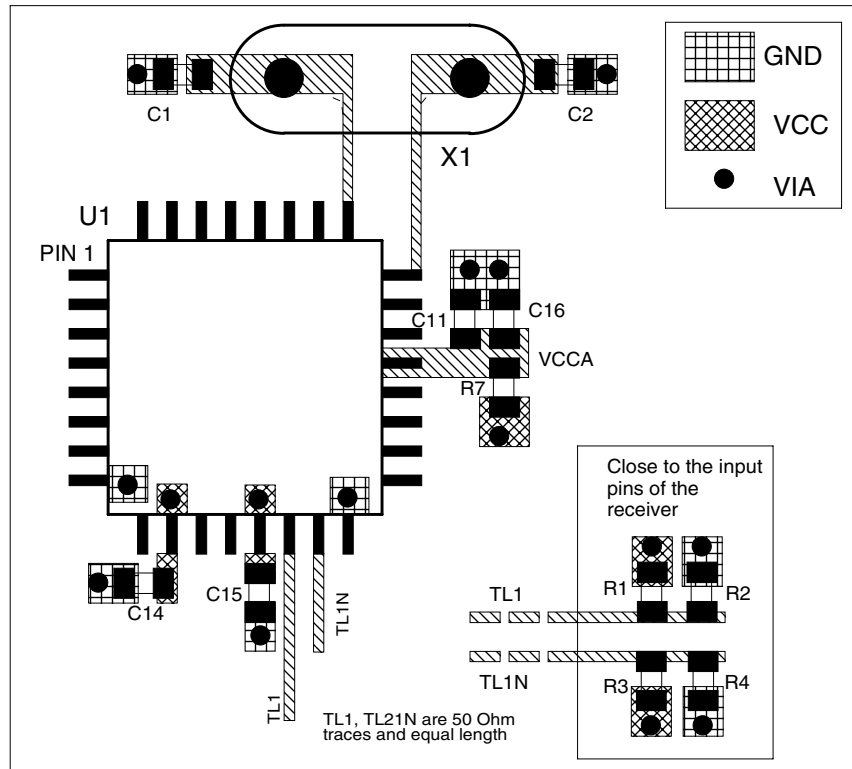 C1
C2
X1
GND
VCC
VIA
U1
PIN 1
C11
C16
VCCA
R7
C14
C15
TL1
TL1N
TL1, TL21N are 50 Ohm
traces and equal length
Close to the input
pins of the
receiver
R1
R2
TL1
TL1N
R3
R4